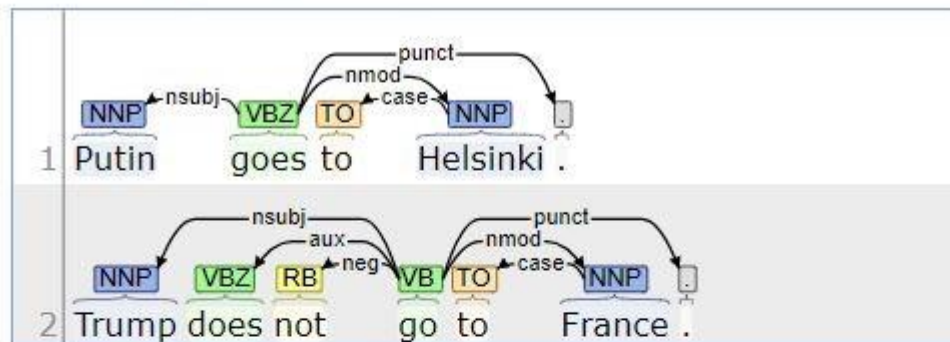 punct
nmod
nsubj case
NNP VBZ TO NNP .
1 Putin goes to Helsinki .
nsubj punct
aux nmod
neg case
NNP VBZ RB VB TO NNP .
2 Trump does not go to France .